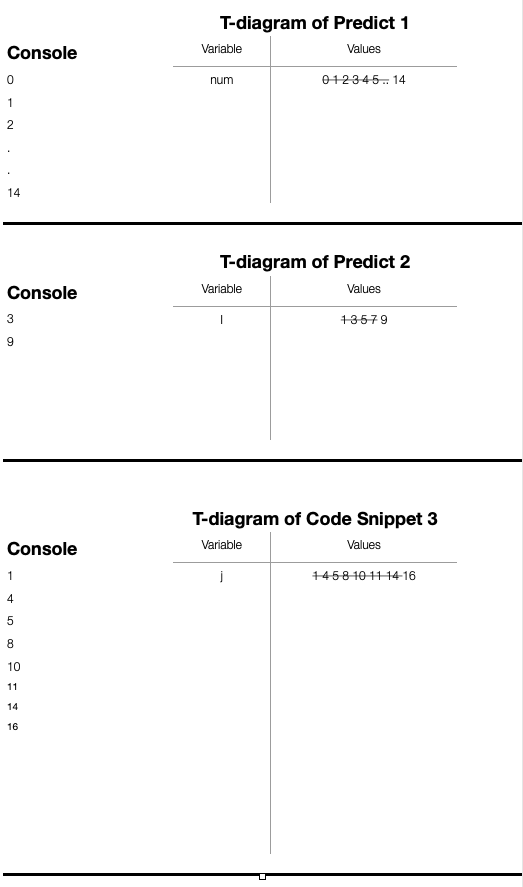 T-diagram of Predict 1
Console
Variable Values
0
num 0 1 2 3 4 5 .. 14
1
2
.
.
14
T-diagram of Predict 2
Console
Variable Values
3
I 1 3 5 7 9
9
T-diagram of Code Snippet 3
Console
Variable Values
1
j 1 4 5 8 10 11 14 16
4
5
8
10
11
14
16